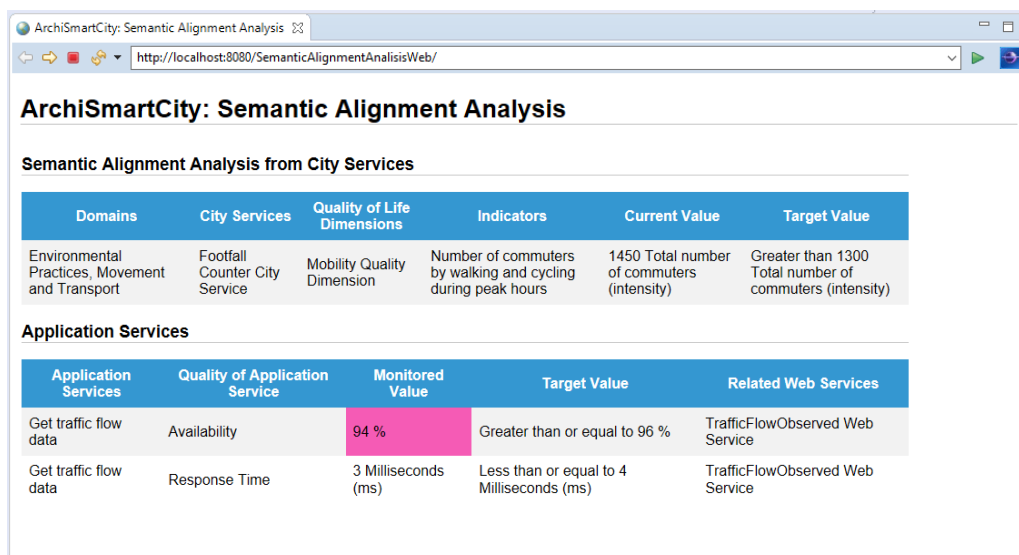 ArchiSmartCity: Semantic Alignment Analysis
http://localhost:8080/SemanticAlignmentAnalisisWeb/
ArchiSmartCity: Semantic Alignment Analysis
Semantic Alignment Analysis from City Services
Domains City Services Quality of Life Dimensions Indicators Current Value Target Value
Environmental Practices, Movement and Transport Footfall Counter City Service Mobility Quality Dimension Number of commuters by walking and cycling during peak hours 1450 Total number of commuters (intensity) Greater than 1300 Total number of commuters (intensity)
Application Services
Application Services Quality of Application Service Monitored Value Target Value Related Web Services
Get traffic flow data Availability 94 % Greater than or equal to 96 % TrafficFlowObserved Web Service
Get traffic flow data Response Time 3 Milliseconds (ms) Less than or equal to 4 Milliseconds (ms) TrafficFlowObserved Web Service